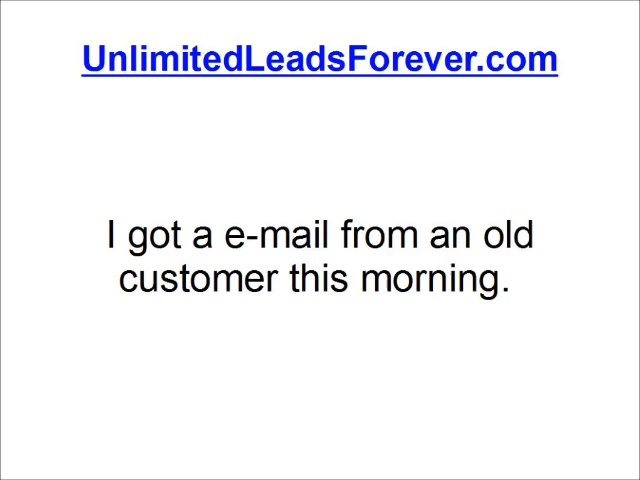 UnlimitedLeadsForever.com
I got a e-mail from an old
customer this morning.